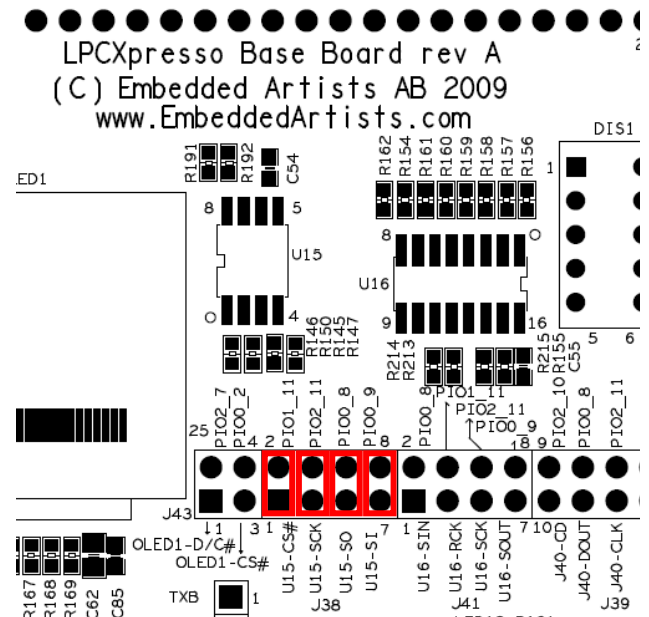 2
LPCXpresso Base Board rev A
(C) Embedded Artists AB 2009
www.EmbeddedArtists.com
DIS1
R191
R192
C54
R162
R154
R161
R160
R159
R158
R157
R156
1
LED1
8
5
U15
8
O
U16
O
4
9
16
5
6
R146
R150
R145
R147
R214
R213
R215
R155
C55
PIO2_7
PIO0_2
PIO1_11
PIO2_11
PIO0_8
PIO0_9
PIO0_8
PIO1_11
PIO2_11
PIO0_9
PIO2_10
PIO0_8
PIO2_11
25
4
2
8
2
18
9
J43
1
3
1
7
1
7
10
OLED1-D/C#
OLED1-CS#
U15-CS#
U15-SCK
U15-SO
U15-SI
U16-SIN
U16-RCK
U16-SCK
U16-SOUT
J40-CD
J40-DOUT
J40-CLK
R167
R168
R169
C62
C85
TXB
1
J38
J41
J39